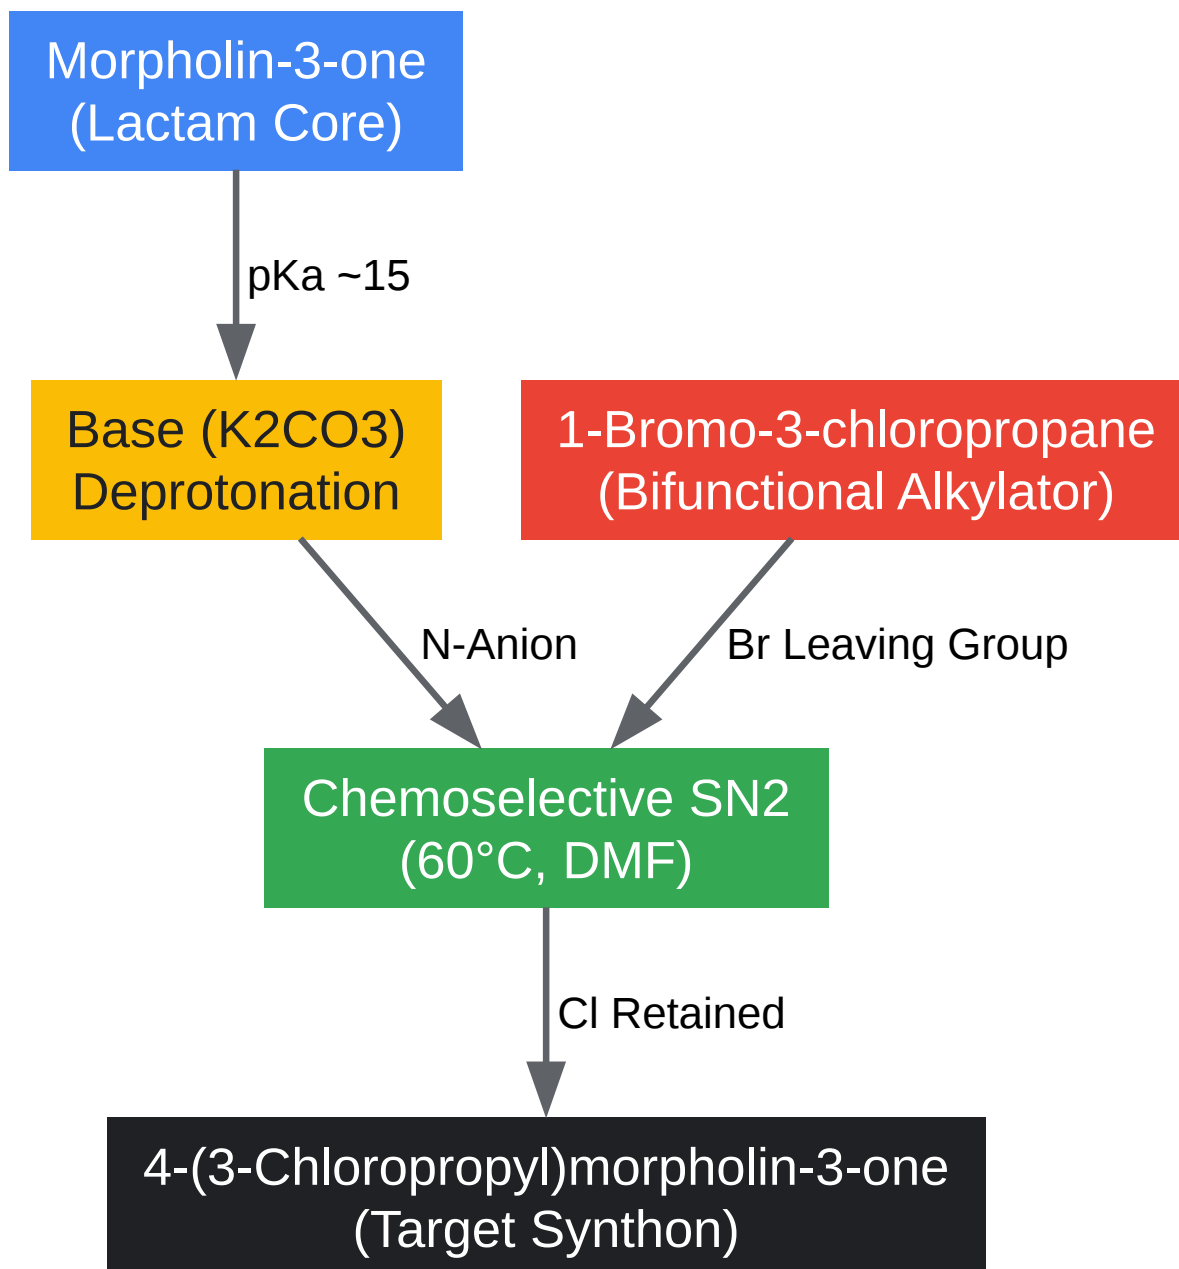 Morpholin-3-one
(Lactam Core)
pKa ~15
Base (K2CO3)
Deprotonation
1-Bromo-3-chloropropane
(Bifunctional Alkylator)
N-Anion
Br Leaving Group
Chemoselective SN2
(60°C, DMF)
Cl Retained
4-(3-Chloropropyl)morpholin-3-one
(Target Synthon)